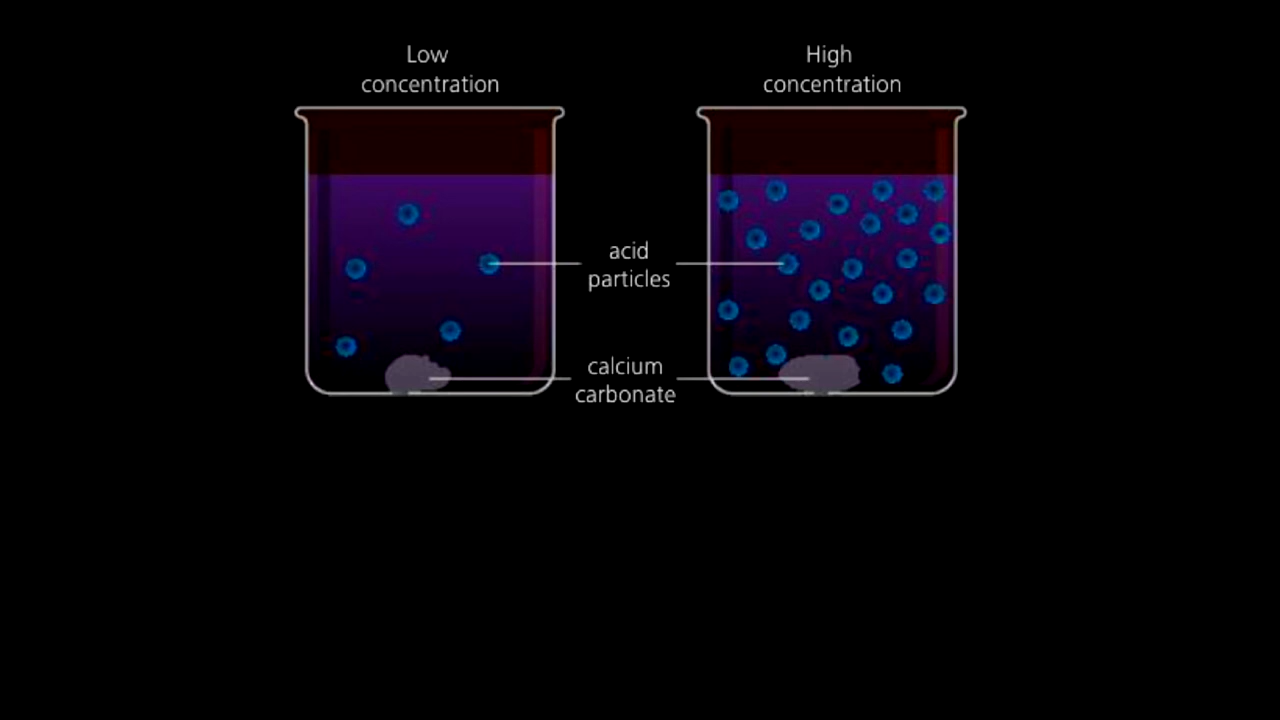 Low
concentration
High
concentration
acid
particles
calcium
carbonate